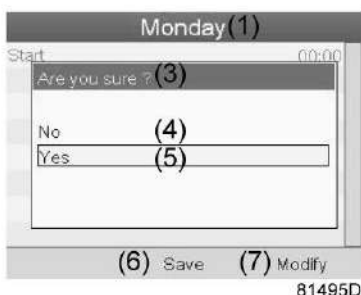 Monday(1)
Start 00:00
Are you sure ?(3)
No (4)
Yes (5)
(6) Save (7) Modify
81495D